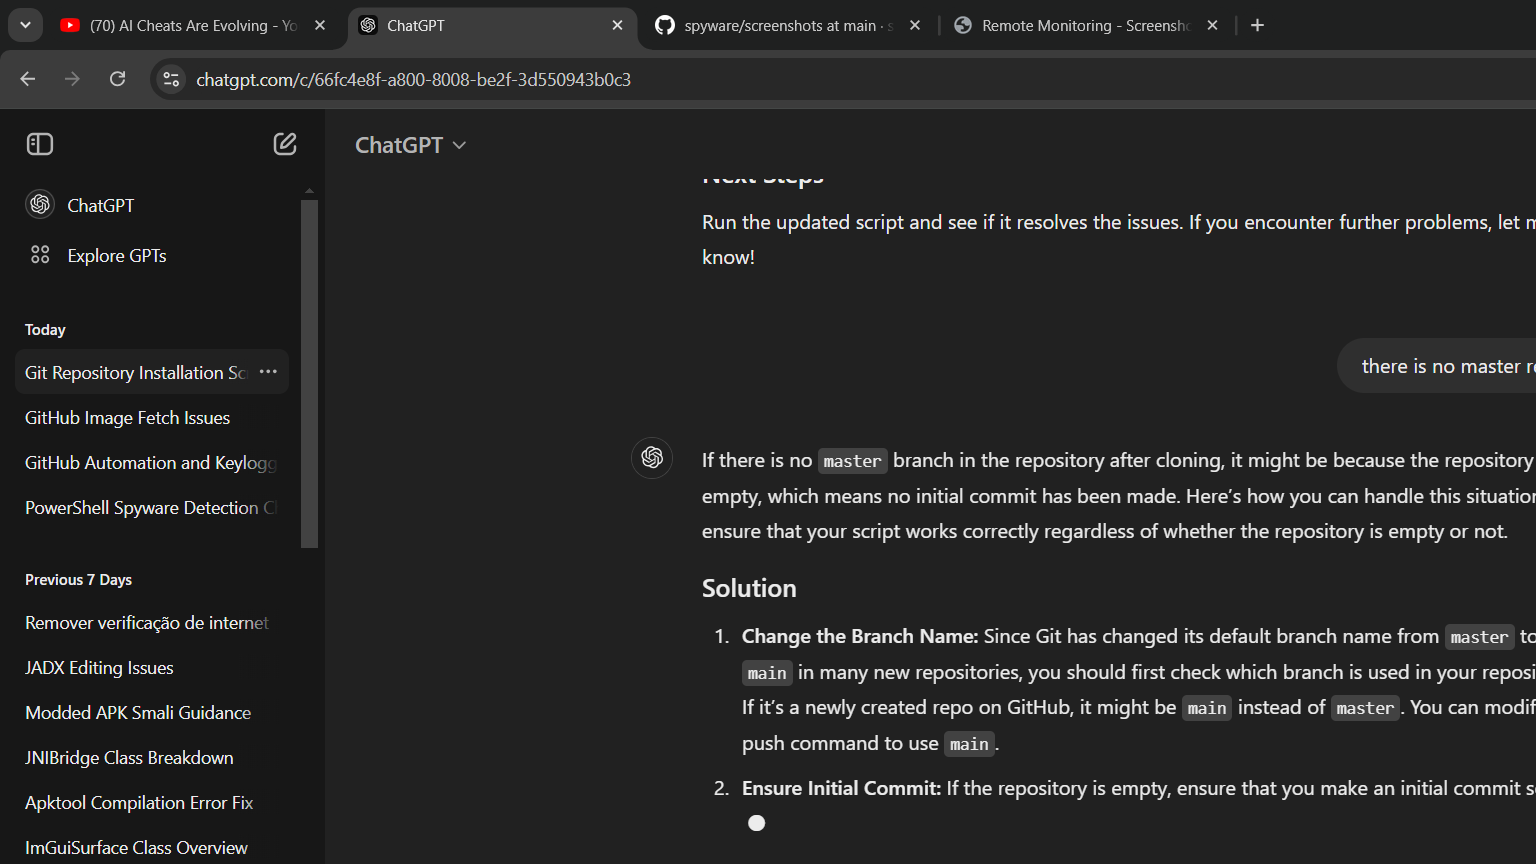 (70) AI Cheats Are Evolving - Yo
ChatGPT
spyware/screenshots at main · s
Remote Monitoring - Screensho
chatgpt.com/c/66fc4e8f-a800-8008-be2f-3d550943b0c3
ChatGPT
ChatGPT
Explore GPTs
Today
Git Repository Installation Sc
GitHub Image Fetch Issues
GitHub Automation and Keylogg
PowerShell Spyware Detection C
Previous 7 Days
Remover verificação de internet
JADX Editing Issues
Modded APK Smali Guidance
JNIBridge Class Breakdown
Apktool Compilation Error Fix
ImGuiSurface Class Overview
Next Steps
Run the updated script and see if it resolves the issues. If you encounter further problems, let m
know!
there is no master r
If there is no master branch in the repository after cloning, it might be because the repository
empty, which means no initial commit has been made. Here's how you can handle this situation
ensure that your script works correctly regardless of whether the repository is empty or not.
Solution
1. Change the Branch Name: Since Git has changed its default branch name from master to
main in many new repositories, you should first check which branch is used in your reposi
If it's a newly created repo on GitHub, it might be main instead of master. You can modif
push command to use main.
2. Ensure Initial Commit: If the repository is empty, ensure that you make an initial commit s